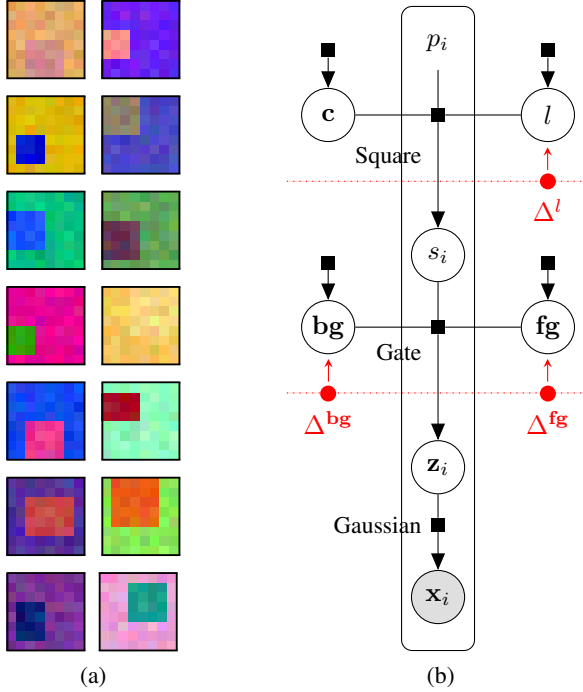 p_i
c
l
Square
Δ^l
s_i
bg
fg
Gate
Δ^bg
Δ^fg
z_i
Gaussian
x_i
(a)
(b)